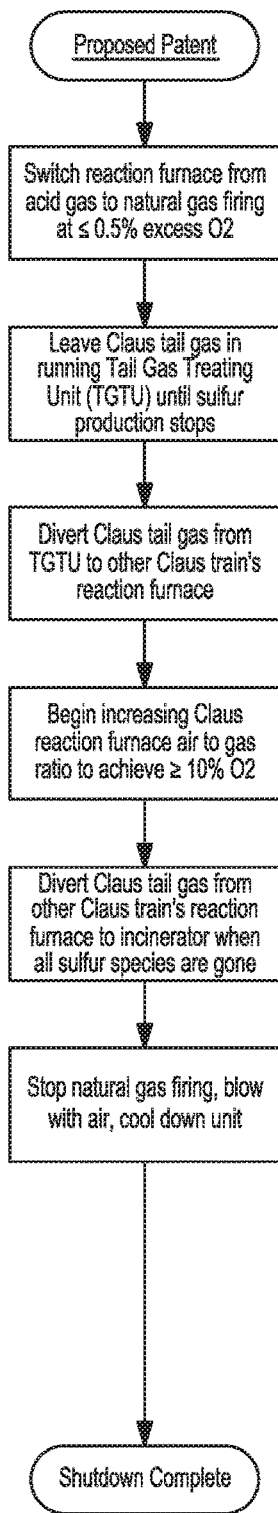 Proposed Patent
Switch reaction furnace from
acid gas to natural gas firing
at ≤ 0.5% excess O2
Leave Claus tail gas in
running Tail Gas Treating
Unit (TGTU) until sulfur
production stops
Divert Claus tail gas from
TGTU to other Claus train's
reaction furnace
Begin increasing Claus
reaction furnace air to gas
ratio to achieve ≥ 10% O2
Divert Claus tail gas from
other Claus train's reaction
furnace to incinerator when
all sulfur species are gone
Stop natural gas firing, blow
with air, cool down unit
Shutdown Complete